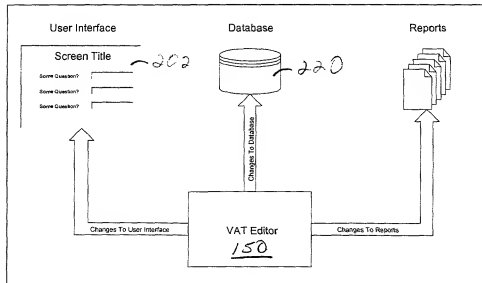 User Interface
Database
Reports
Screen Title
202
Some Question?
Some Question?
Some Question?
220
Changes To Database
Changes To User Interface
VAT Editor
150
Changes To Reports